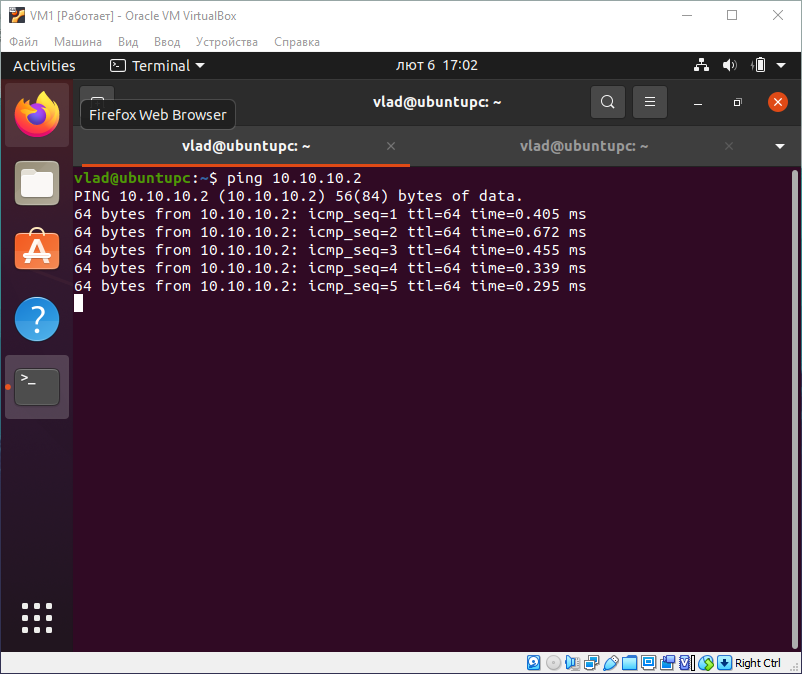 VM1 [Работает] - Oracle VM VirtualBox
Файл Машина Вид Ввод Устройства Справка
Activities Terminal лют 6 17:02
vlad@ubuntupc: ~
Firefox Web Browser
vlad@ubuntupc: ~ vlad@ubuntupc: ~
vlad@ubuntupc:~$ ping 10.10.10.2
PING 10.10.10.2 (10.10.10.2) 56(84) bytes of data.
64 bytes from 10.10.10.2: icmp_seq=1 ttl=64 time=0.405 ms
64 bytes from 10.10.10.2: icmp_seq=2 ttl=64 time=0.672 ms
64 bytes from 10.10.10.2: icmp_seq=3 ttl=64 time=0.455 ms
64 bytes from 10.10.10.2: icmp_seq=4 ttl=64 time=0.339 ms
64 bytes from 10.10.10.2: icmp_seq=5 ttl=64 time=0.295 ms
Right Ctrl